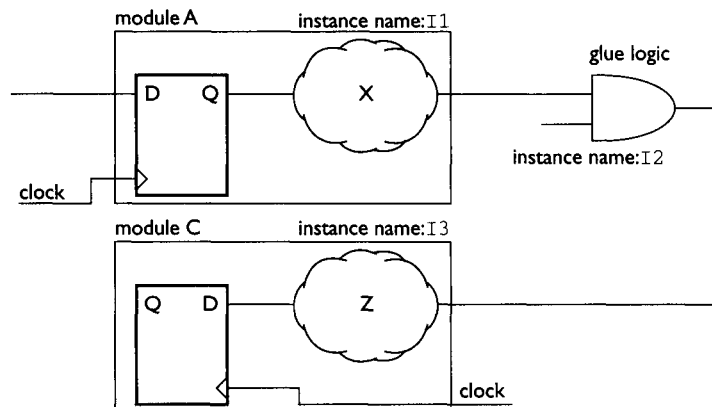 module A
instance name:I1
glue logic
D Q
X
instance name:I2
clock
module C
instance name:I3
Q D
Z
clock